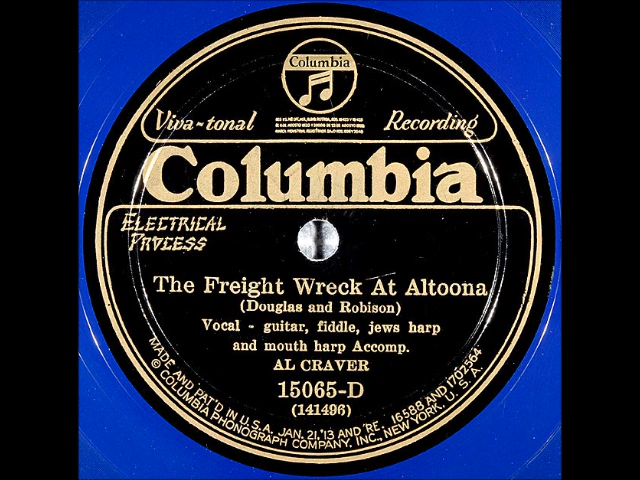 Columbia
Viva-tonal Recording
Columbia
ELECTRICAL
PROCESS
The Freight Wreck At Altoona
(Douglas and Robison)
Vocal - guitar, fiddle, jews harp
and mouth harp Accomp.
AL CRAVER
15065-D
(141496)
MADE AND PAT'D IN U.S.A. JAN. 21, '13 AND RE. 16588 AND 1702564
© COLUMBIA PHONOGRAPH COMPANY, INC., NEW YORK, U.S.A.